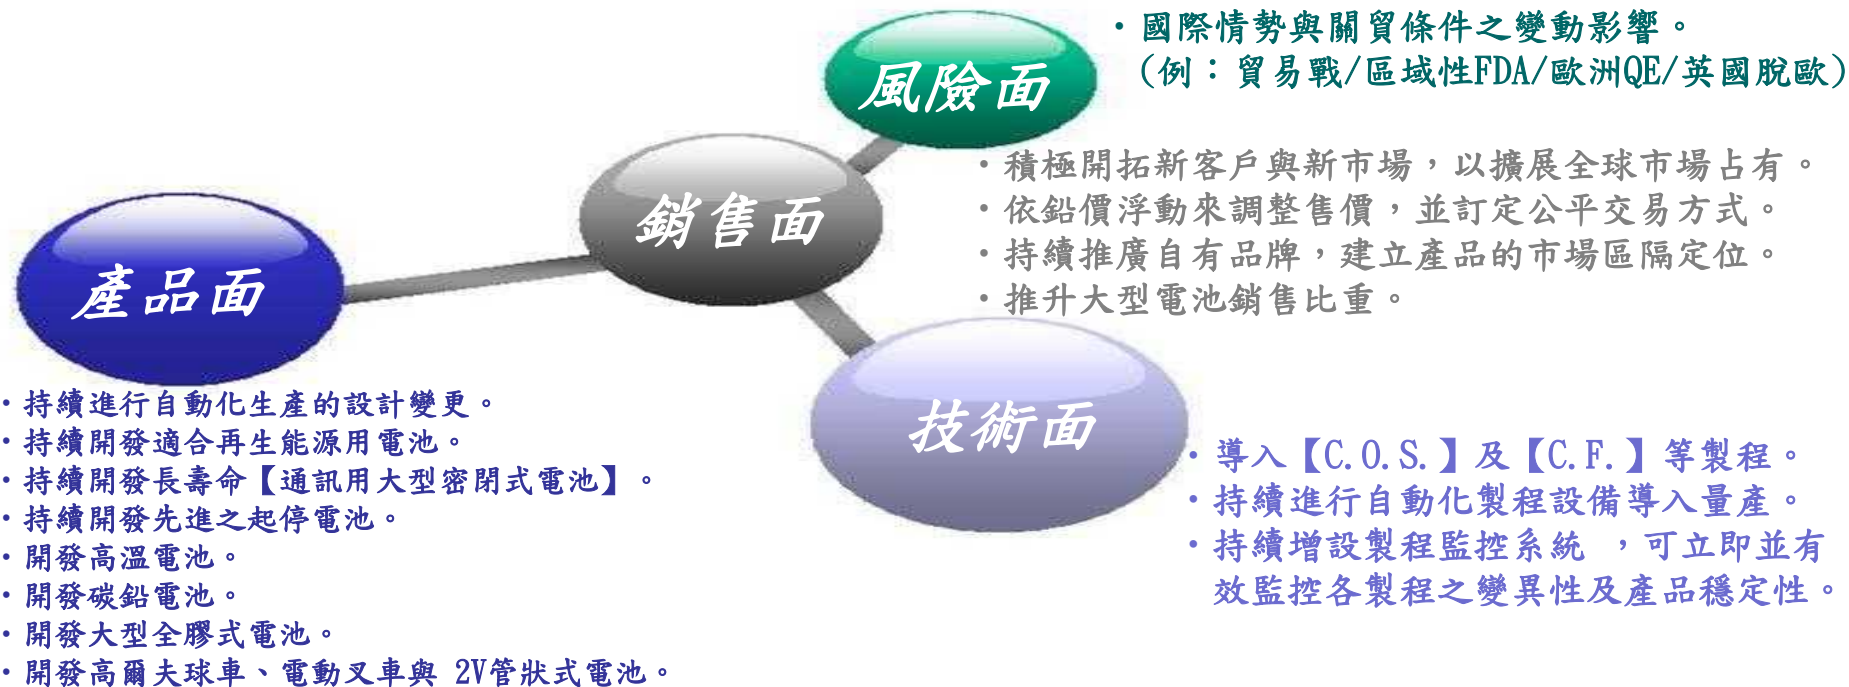 風險面
・國際情勢與關貿條件之變動影響。
(例：貿易戰/區域性FDA/歐洲QE/英國脫歐)
銷售面
・積極開拓新客戶與新市場，以擴展全球市場占有。
・依鉛價浮動來調整售價，並訂定公平交易方式。
・持續推廣自有品牌，建立產品的市場區隔定位。
・推升大型電池銷售比重。
產品面
・持續進行自動化生產的設計變更。
・持續開發適合再生能源用電池。
・持續開發長壽命【通訊用大型密閉式電池】。
・持續開發先進之起停電池。
・開發高溫電池。
・開發碳鉛電池。
・開發大型全膠式電池。
・開發高爾夫球車、電動叉車與 2V管狀式電池。
技術面
・導入【C.O.S.】及【C.F.】等製程。
・持續進行自動化製程設備導入量產。
・持續增設製程監控系統 ，可立即並有
效監控各製程之變異性及產品穩定性。